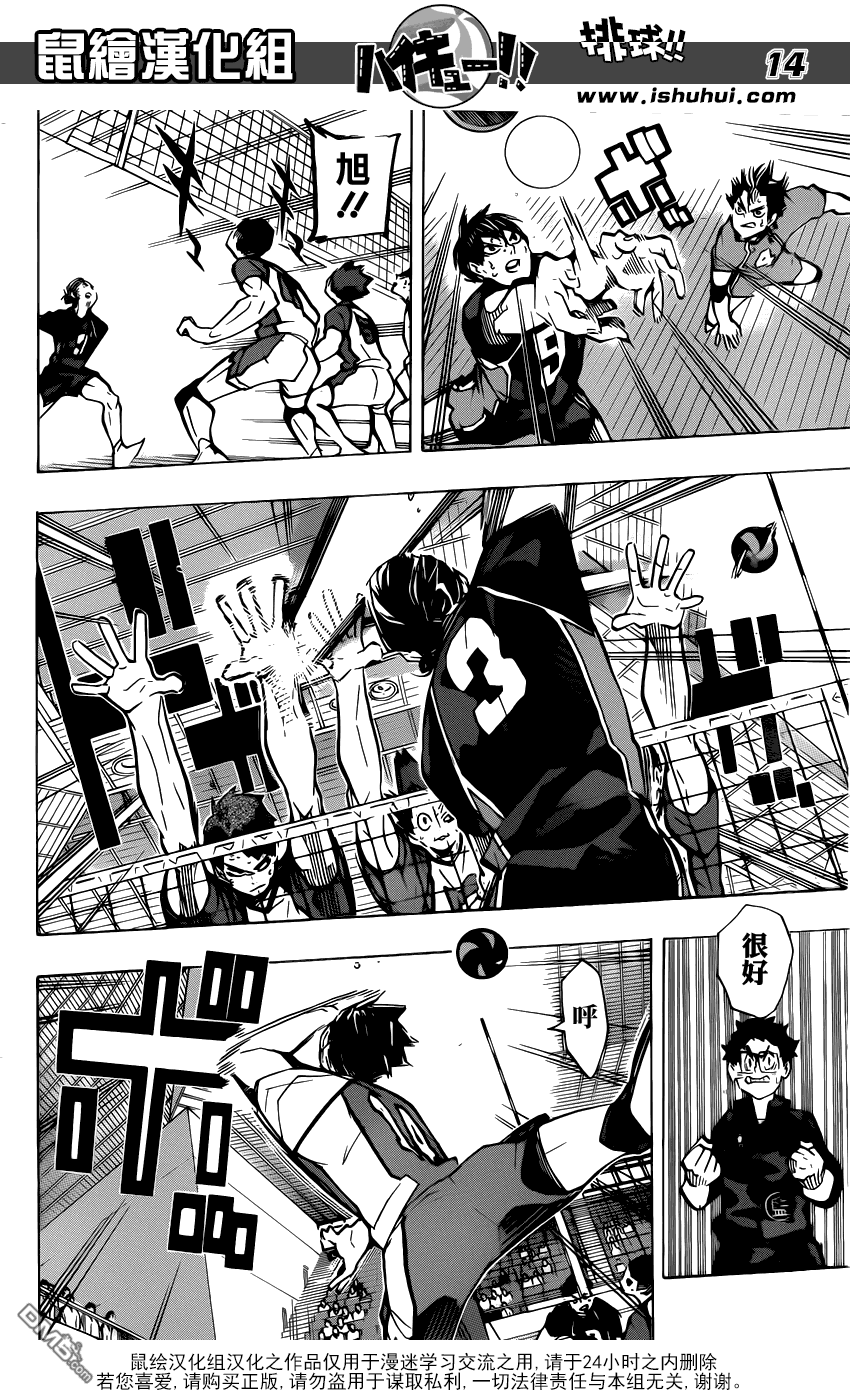 鼠繪漢化組
ハイキュー!!
排球!!
14
www.ishuhui.com
旭!!
ボッ
3
很好
呼
鼠绘汉化组汉化之作品仅用于漫迷学习交流之用,请于24小时之内删除
若您喜爱,请购买正版,请勿盗用于谋取私利,一切法律责任与本组无关,谢谢。